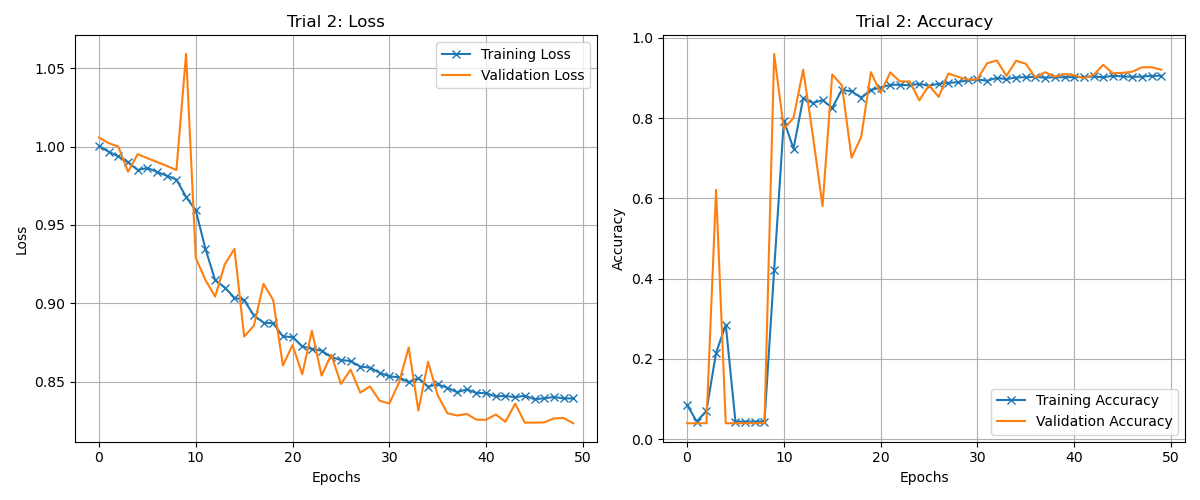 Trial 2: Loss
Training Loss
Validation Loss
1.05
1.00
0.95
0.90
0.85
Loss
0
10
20
30
40
50
Epochs
Trial 2: Accuracy
1.0
0.8
0.6
0.4
0.2
0.0
Accuracy
Training Accuracy
Validation Accuracy
0
10
20
30
40
50
Epochs